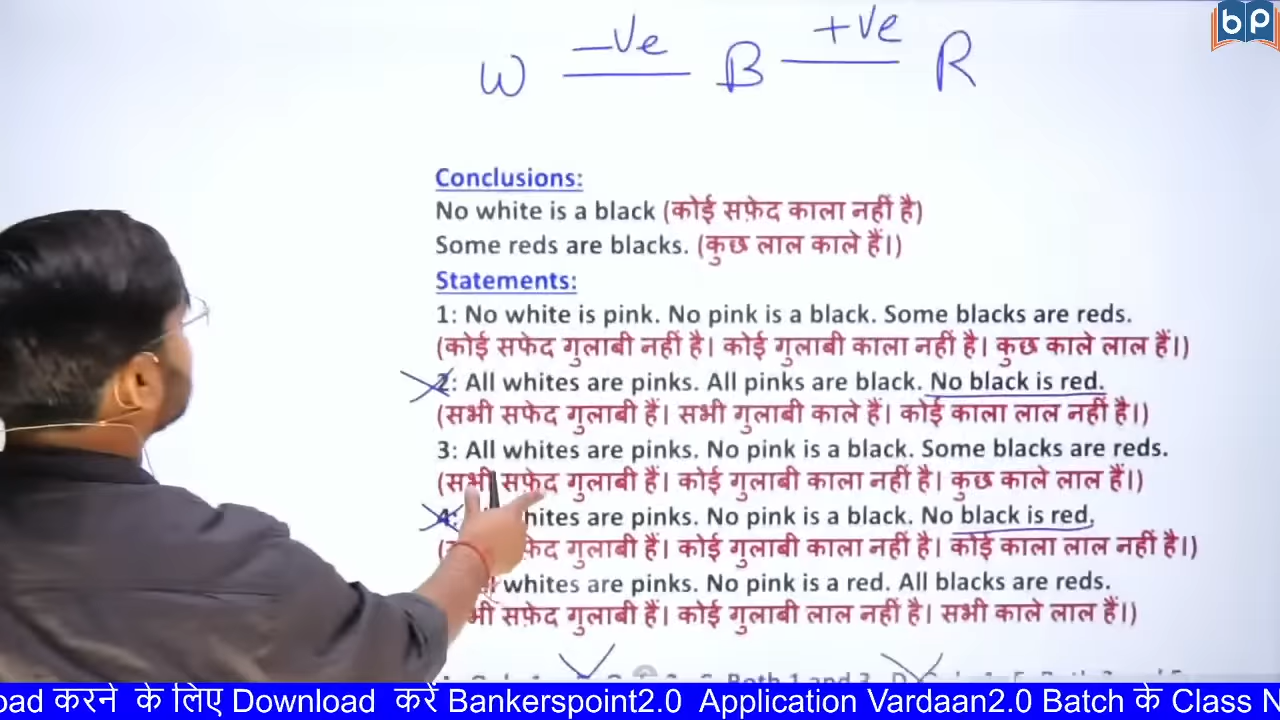 bp
W —ve B +ve R
Conclusions:
No white is a black (कोई सफ़ेद काला नहीं है)
Some reds are blacks. (कुछ लाल काले हैं।)
Statements:
1: No white is pink. No pink is a black. Some blacks are reds.
(कोई सफेद गुलाबी नहीं है। कोई गुलाबी काला नहीं है। कुछ काले लाल हैं।)
2: All whites are pinks. All pinks are black. No black is red.
(सभी सफ़ेद गुलाबी हैं। सभी गुलाबी काले हैं। कोई काला लाल नहीं है।)
3: All whites are pinks. No pink is a black. Some blacks are reds.
(सभी सफ़ेद गुलाबी हैं। कोई गुलाबी काला नहीं है। कुछ काले लाल हैं।)
4: are pinks. No pink is a black. No black is red.
गुलाबी हैं। कोई गुलाबी काला नहीं है। कोई काला लाल नहीं है।)
whites are pinks. No pink is a red. All blacks are reds.
सफ़ेद गुलाबी हैं। कोई गुलाबी लाल नहीं है। सभी काले लाल हैं।)
Both 1 and 3
करने के लिए Download करें Bankerspoint2.0 Application Vardaan2.0 Batch के Class